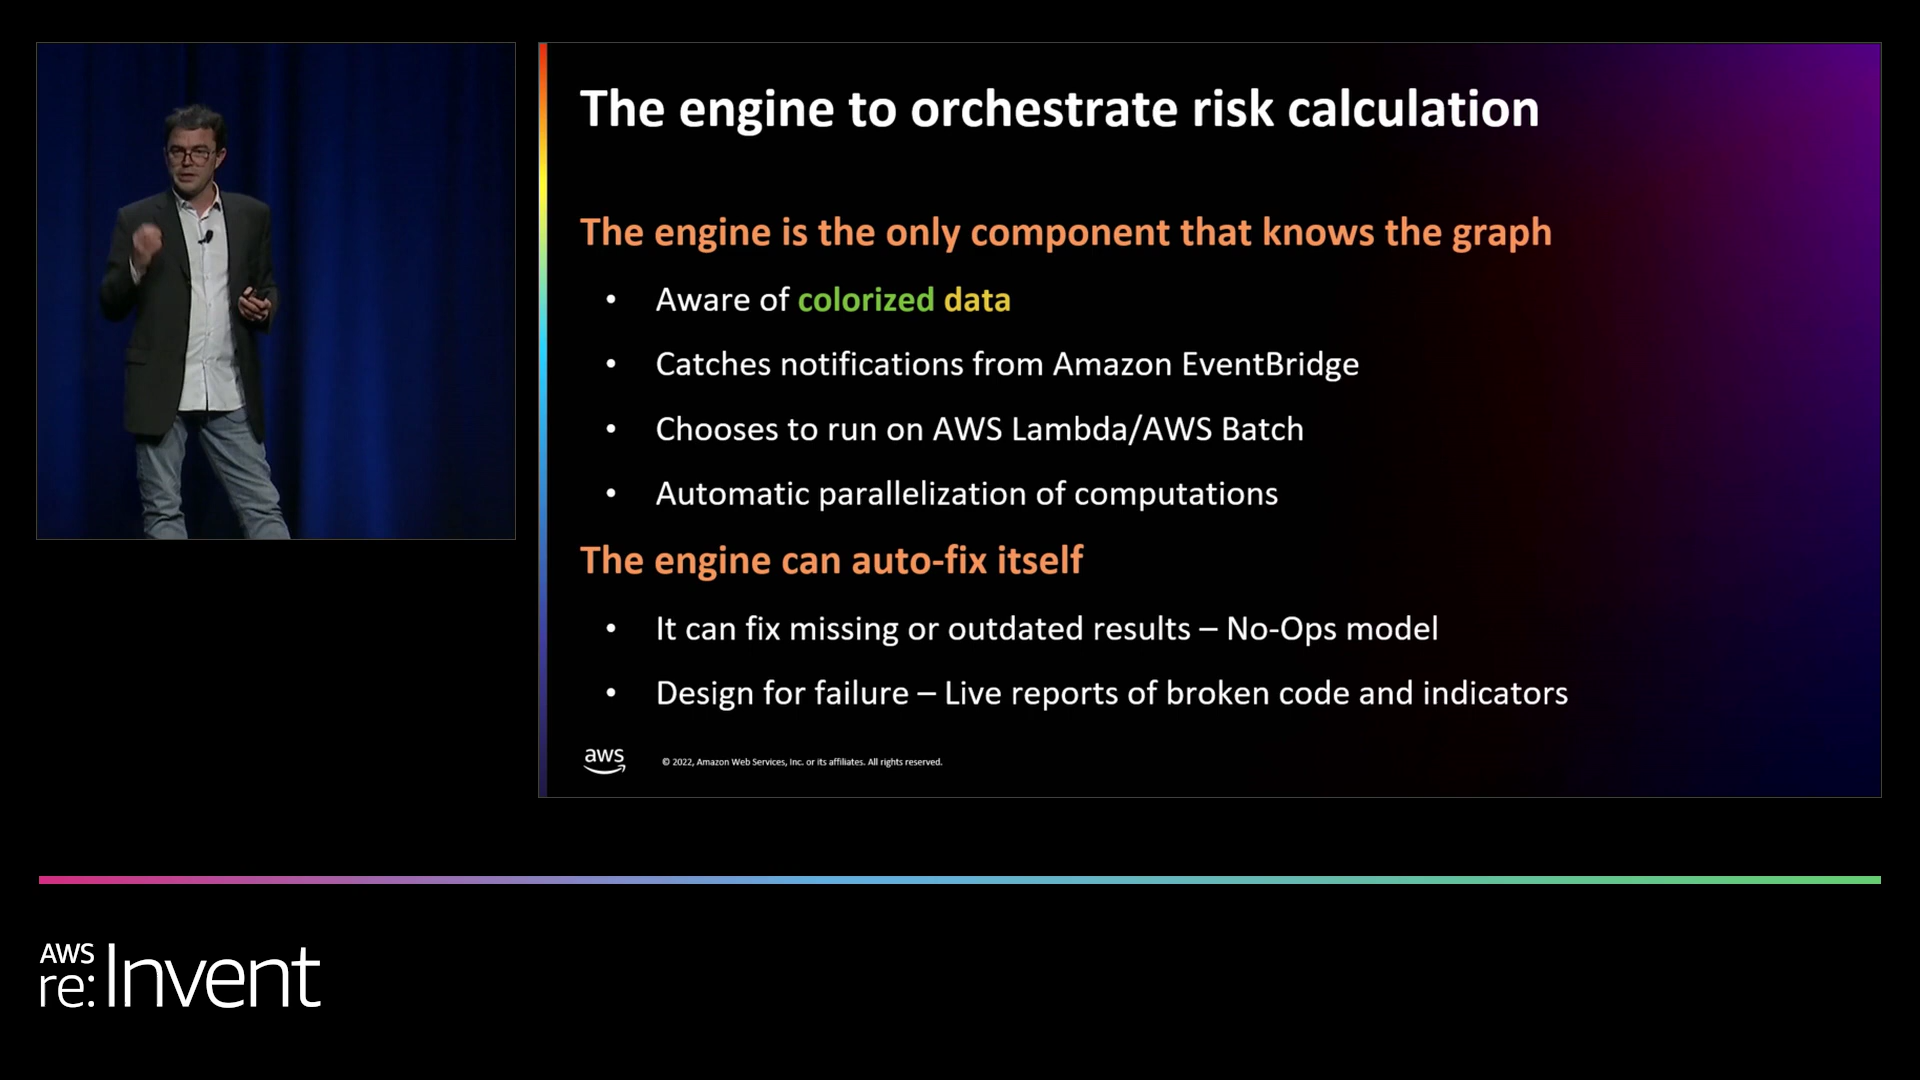 The engine to orchestrate risk calculation
The engine is the only component that knows the graph
• Aware of colorized data
• Catches notifications from Amazon EventBridge
• Chooses to run on AWS Lambda/AWS Batch
• Automatic parallelization of computations
The engine can auto-fix itself
• It can fix missing or outdated results – No-Ops model
• Design for failure – Live reports of broken code and indicators
aws
© 2022, Amazon Web Services, Inc. or its affiliates. All rights reserved.
AWS
re:Invent